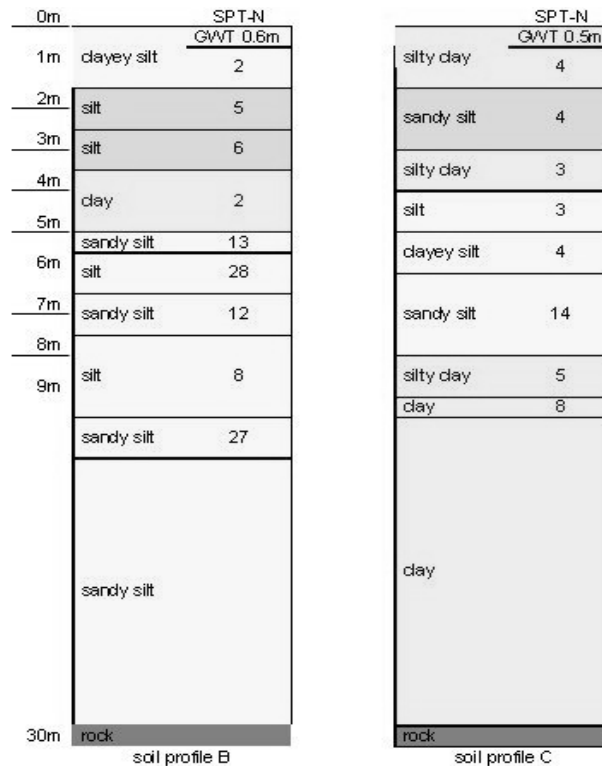 0m
SPT-N
GWT 0.6m
1m
clayey silt 2
2m
silt 5
3m
silt 6
4m
clay 2
5m
sandy silt 13
6m
silt 28
7m
sandy silt 12
8m
silt 8
9m
sandy silt 27
sandy silt
30m
rock
soil profile B
SPT-N
GWT 0.5m
silty clay 4
sandy silt 4
silty clay 3
silt 3
clayey silt 4
sandy silt 14
silty clay 5
clay 8
clay
rock
soil profile C